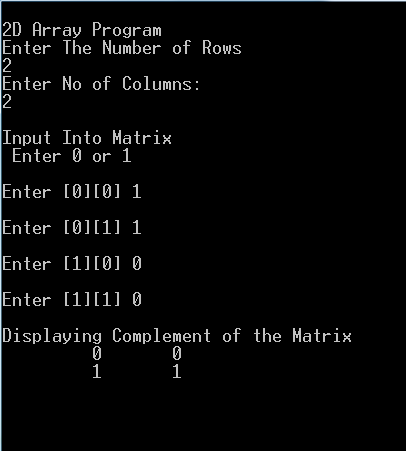 2D Array Program
Enter The Number of Rows
2
Enter No of Columns:
2
Input Into Matrix
Enter 0 or 1
Enter [0][0] 1
Enter [0][1] 1
Enter [1][0] 0
Enter [1][1] 0
Displaying Complement of the Matrix
0 0
1 1